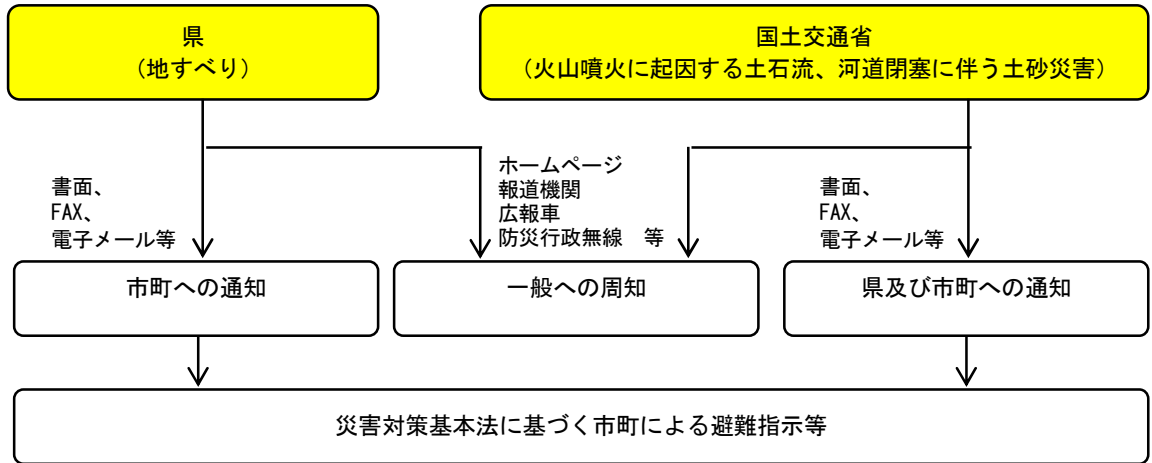 県
(地すべり)
国土交通省
(火山噴火に起因する土石流、河道閉塞に伴う土砂災害)
書面、
FAX、
電子メール等
ホームページ
報道機関
広報車
防災行政無線　等
書面、
FAX、
電子メール等
市町への通知
一般への周知
県及び市町への通知
災害対策基本法に基づく市町による避難指示等